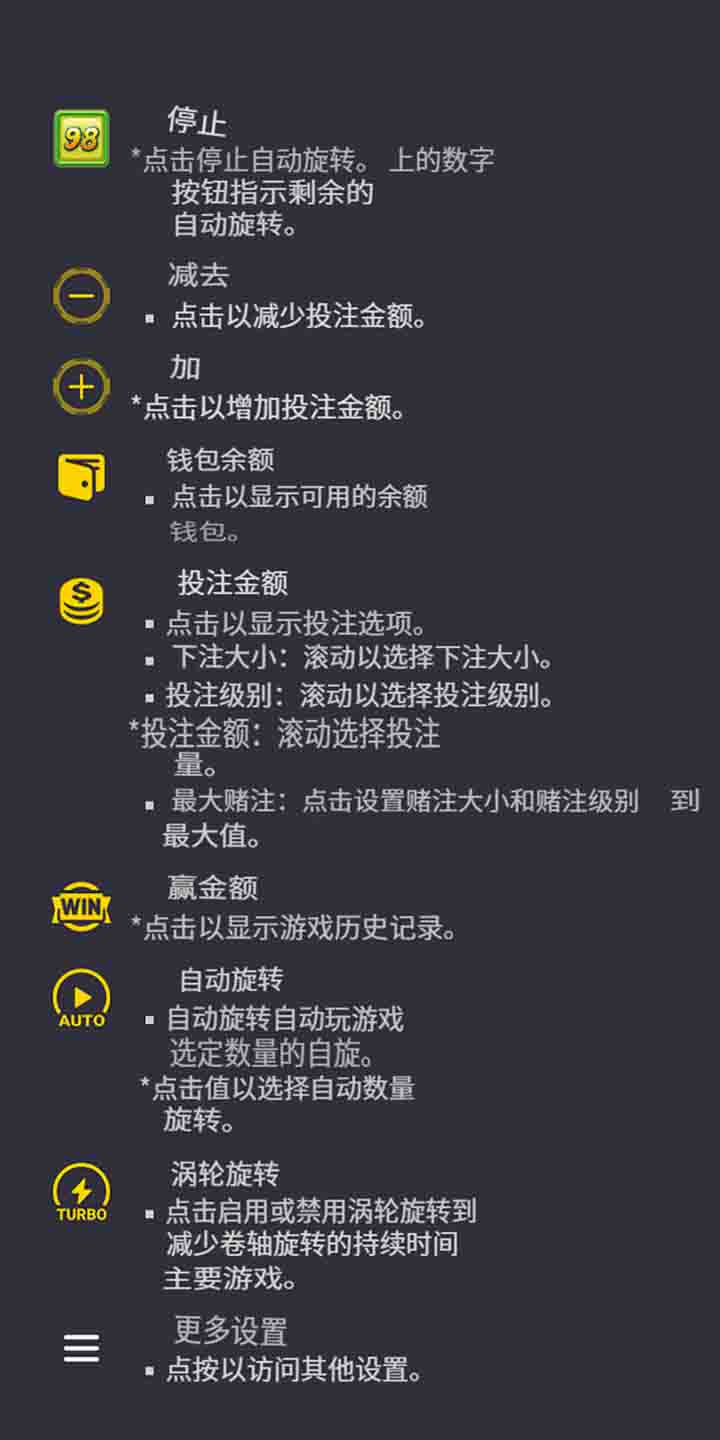 98
停止
*点击停止自动旋转。 上的数字
按钮指示剩余的
自动旋转。
减去
▪ 点击以减少投注金额。
加
*点击以增加投注金额。
钱包余额
▪ 点击以显示可用的余额
钱包。
$
投注金额
▪ 点击以显示投注选项。
▪ 下注大小：滚动以选择下注大小。
▪ 投注级别：滚动以选择投注级别。
*投注金额：滚动选择投注
量。
▪ 最大赌注：点击设置赌注大小和赌注级别 到
最大值。
WIN
赢金额
*点击以显示游戏历史记录。
AUTO
自动旋转
▪ 自动旋转自动玩游戏
选定数量的自旋。
*点击值以选择自动数量
旋转。
TURBO
涡轮旋转
▪ 点击启用或禁用涡轮旋转到
减少卷轴旋转的持续时间
主要游戏。
更多设置
▪ 点按以访问其他设置。